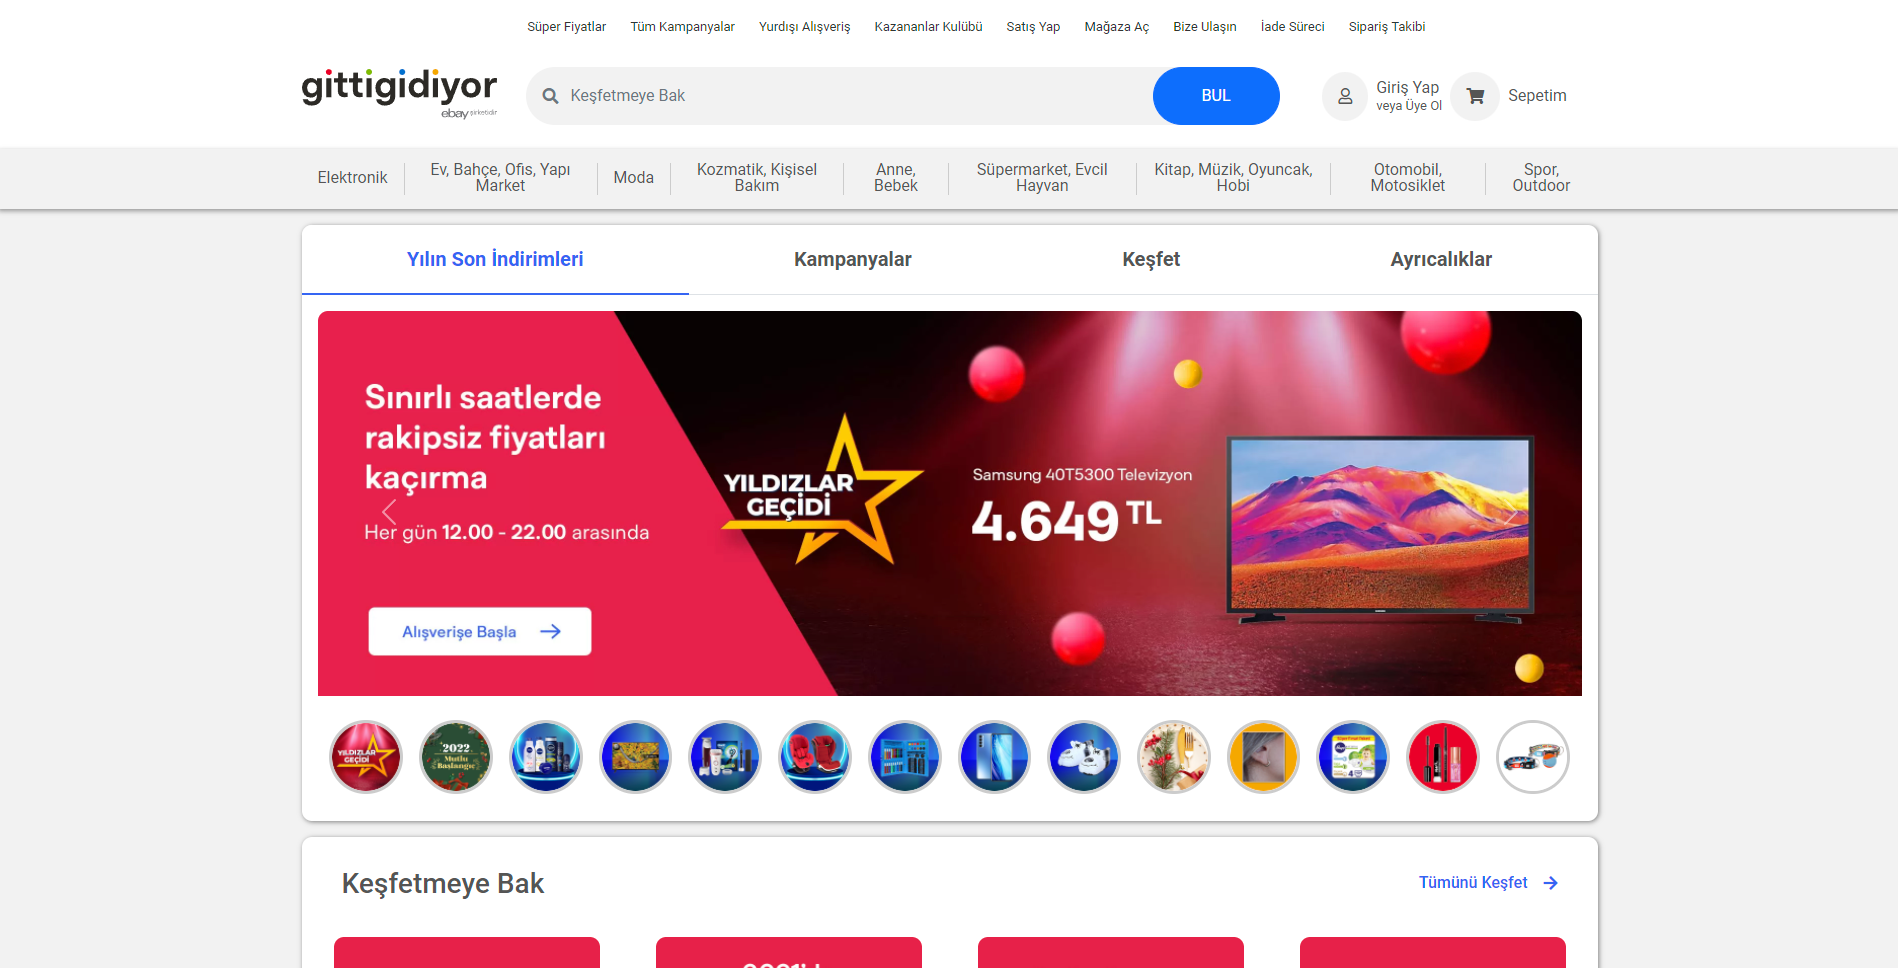 Süper Fiyatlar Tüm Kampanyalar Yurdışı Alışveriş Kazananlar Kulübü Satış Yap Mağaza Aç Bize Ulaşın İade Süreci Sipariş Takibi
gittigidiyor
ebay şirketidir
Keşfetmeye Bak
BUL
Giriş Yap
veya Üye Ol
Sepetim
Elektronik
Ev, Bahçe, Ofis, Yapı
Market
Moda
Kozmatik, Kişisel
Bakım
Anne,
Bebek
Süpermarket, Evcil
Hayvan
Kitap, Müzik, Oyuncak,
Hobi
Otomobil,
Motosiklet
Spor,
Outdoor
Yılın Son İndirimleri
Kampanyalar
Keşfet
Ayrıcalıklar
Sınırlı saatlerde
rakipsiz fiyatları
kaçırma
Her gün 12.00 - 22.00 arasında
Alışverişe Başla
YILDIZLAR
GEÇİDİ
Samsung 40T5300 Televizyon
4.649 TL
YILDIZLAR
GEÇİDİ
2022
Mutlu
Başlangıç
Keşfetmeye Bak
Tümünü Keşfet